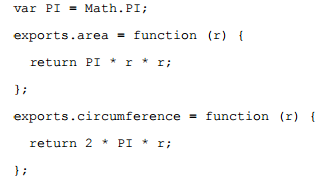 var PI = Math.PI;
exports.area = function (r) {
  return PI * r * r;
};
exports.circumference = function (r) {
  return 2 * PI * r;
};